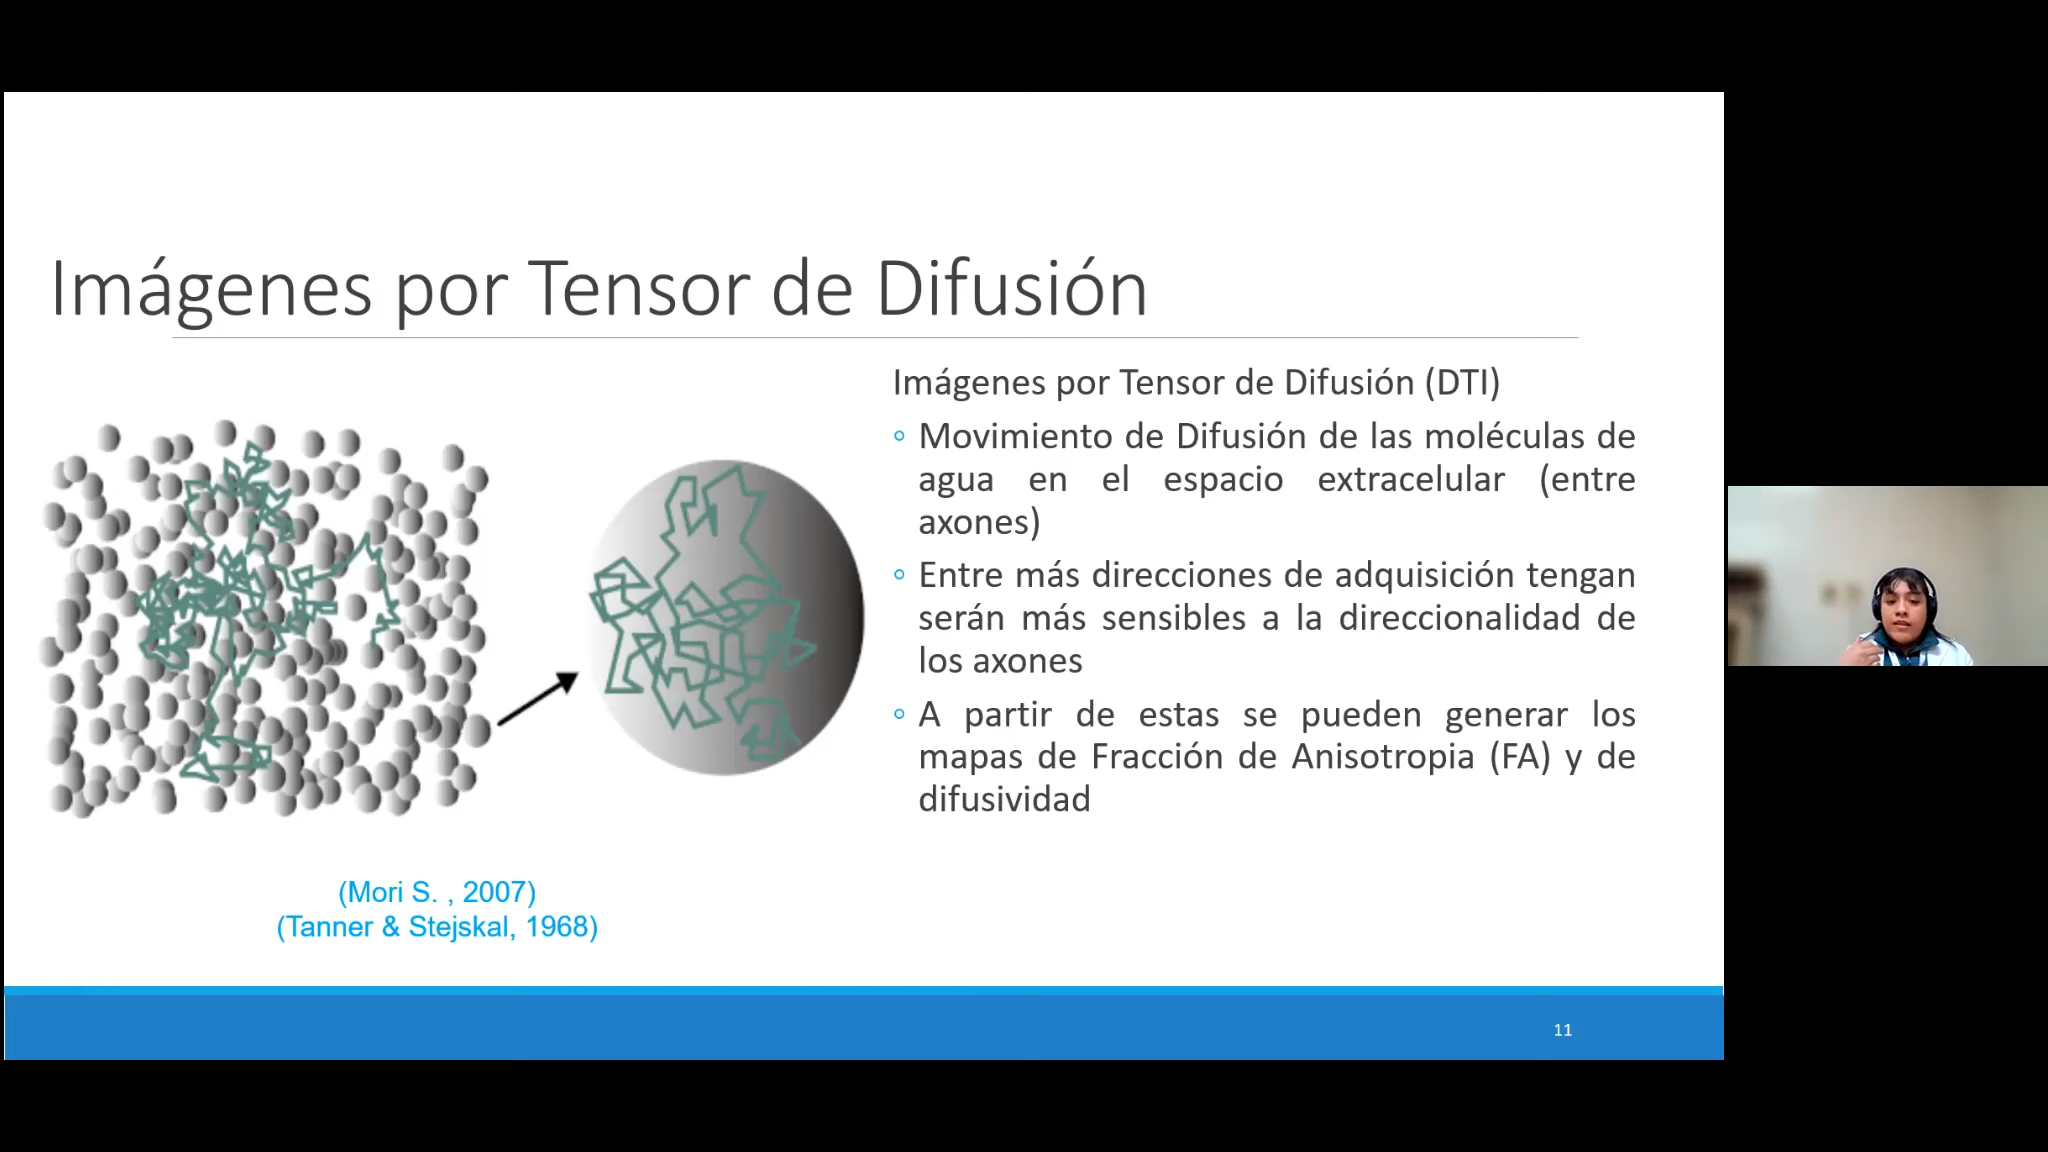 Imágenes por Tensor de Difusión
Imágenes por Tensor de Difusión (DTI)
◦ Movimiento de Difusión de las moléculas de
agua en el espacio extracelular (entre
axones)
◦ Entre más direcciones de adquisición tengan
serán más sensibles a la direccionalidad de
los axones
◦ A partir de estas se pueden generar los
mapas de Fracción de Anisotropia (FA) y de
difusividad
(Mori S. , 2007)
(Tanner & Stejskal, 1968)
11